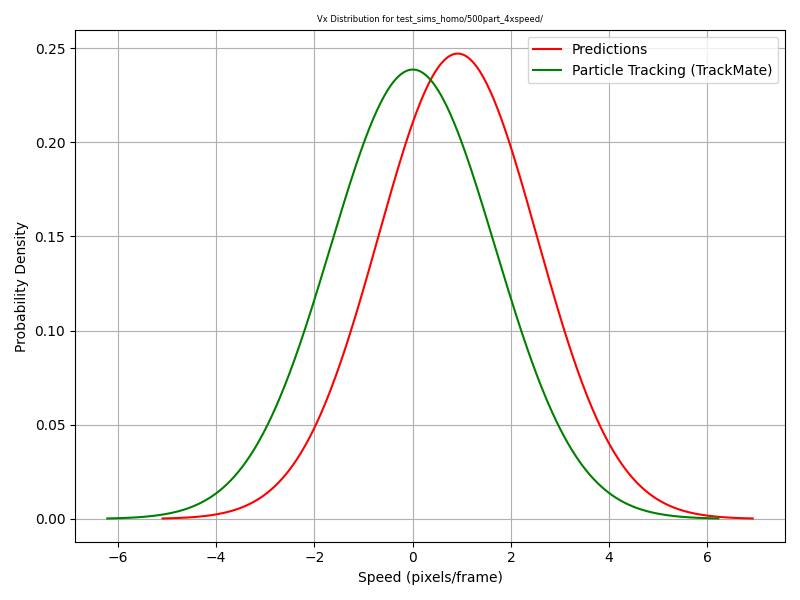 Vx Distribution for test_sims_homo/500part_4xspeed/
Predictions
Particle Tracking (TrackMate)
Probability Density
0.25
0.20
0.15
0.10
0.05
0.00
−6 −4 −2 0 2 4 6
Speed (pixels/frame)